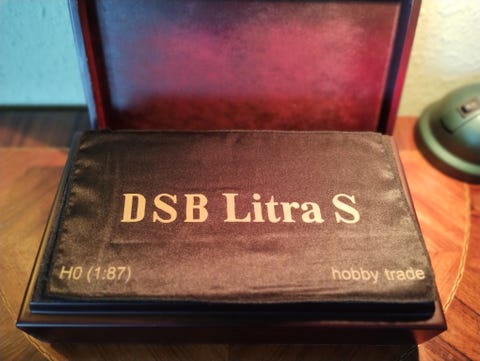 DSB Litra S
H0 (1:87)
hobby trade